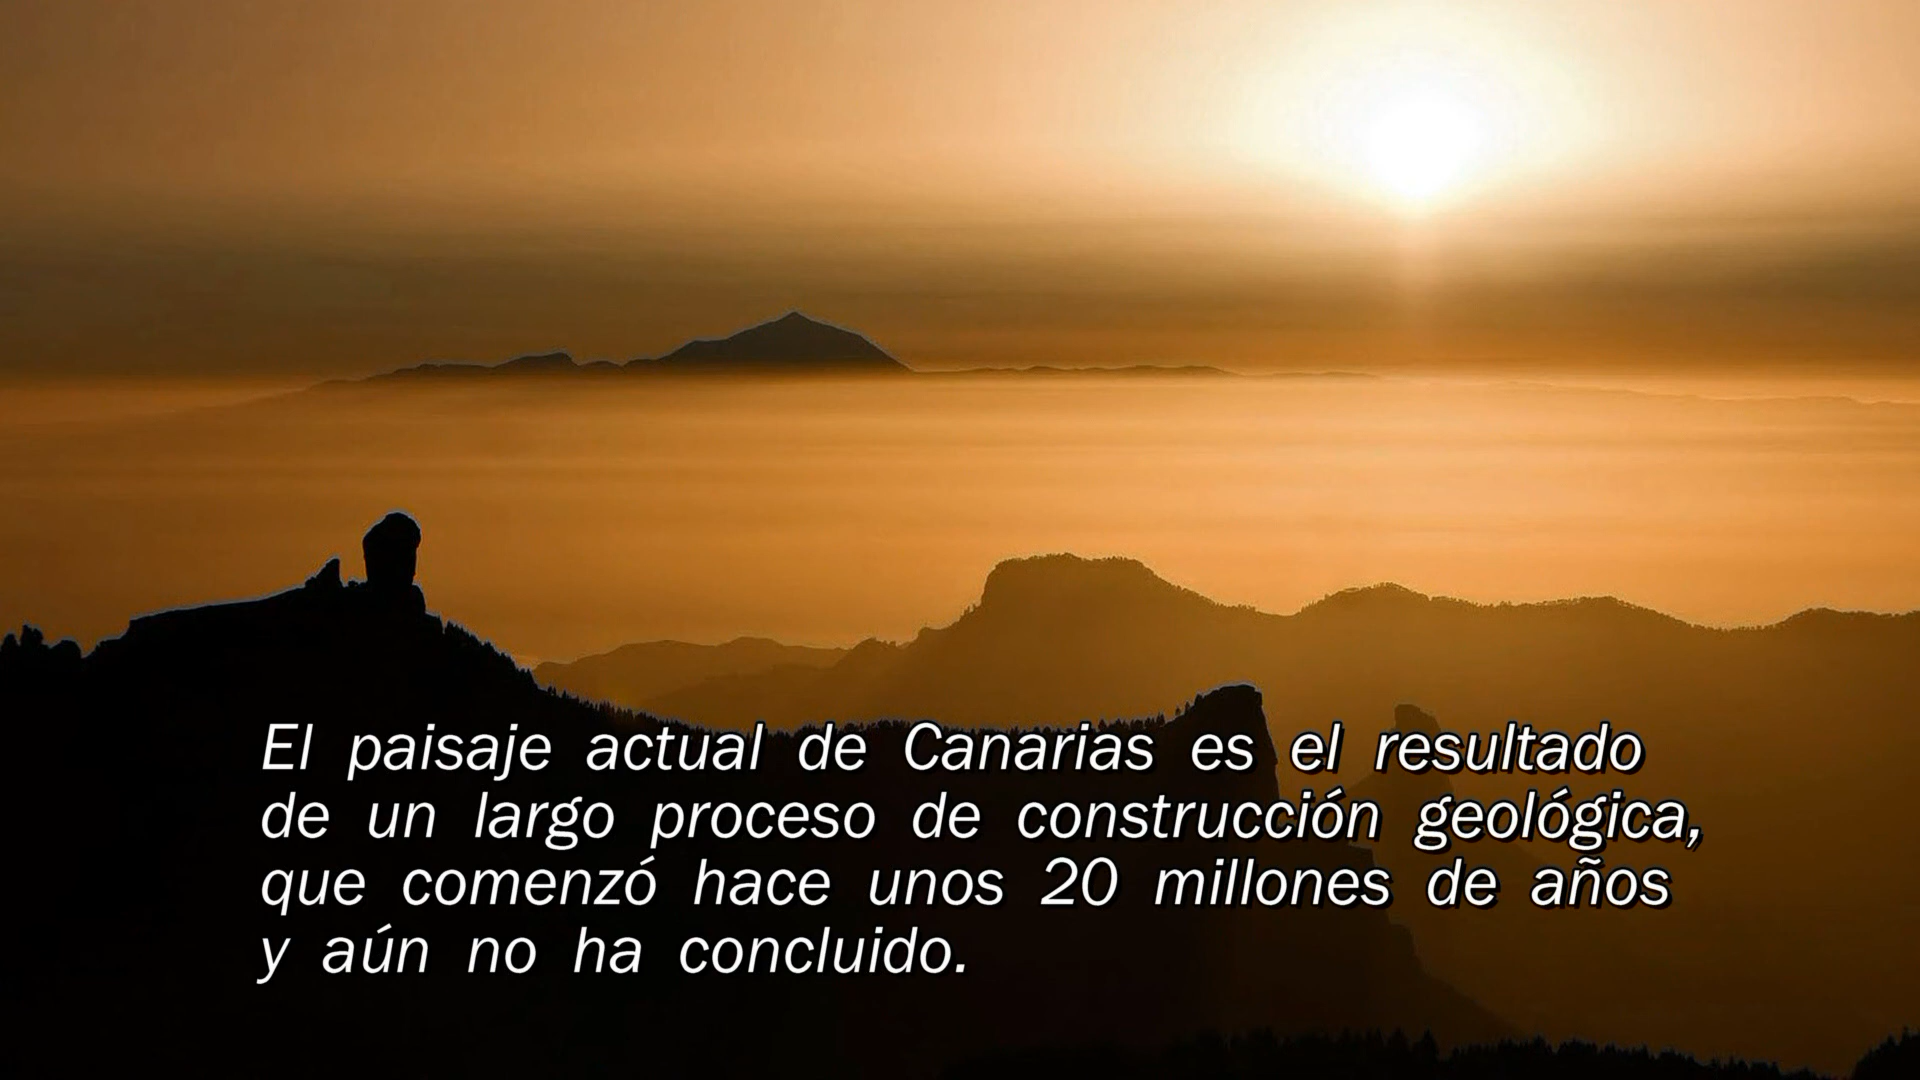 El paisaje actual de Canarias es el resultado
de un largo proceso de construcción geológica,
que comenzó hace unos 20 millones de años
y aún no ha concluido.